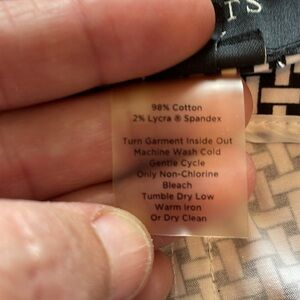 TS
98% Cotton
2% Lycra ® Spandex
Turn Garment Inside Out
Machine Wash Cold
Gentle Cycle
Only Non-Chlorine
Bleach
Tumble Dry Low
Warm Iron
Or Dry Clean